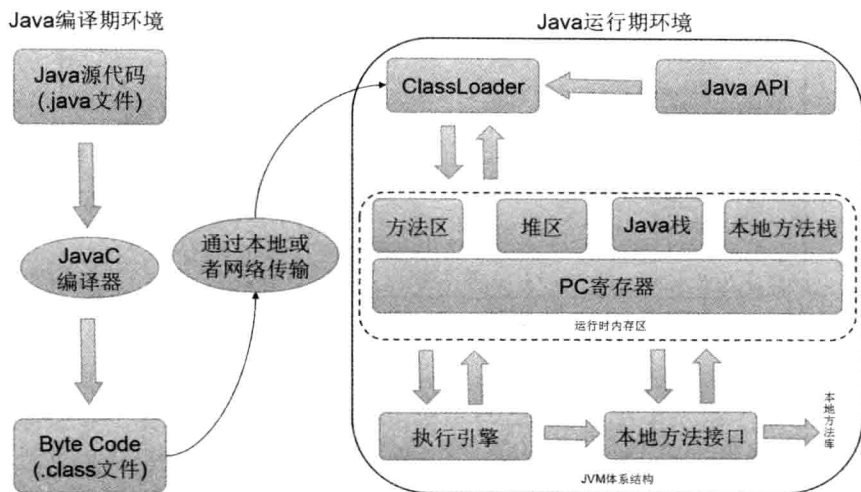 Java编译期环境
Java源代码
(.java文件)
JavaC
编译器
Byte Code
(.class文件)
通过本地或
者网络传输
Java运行期环境
ClassLoader
Java API
方法区
堆区
Java栈
本地方法栈
PC寄存器
运行时内存区
执行引擎
本地方法接口
本地方法库
JVM体系结构